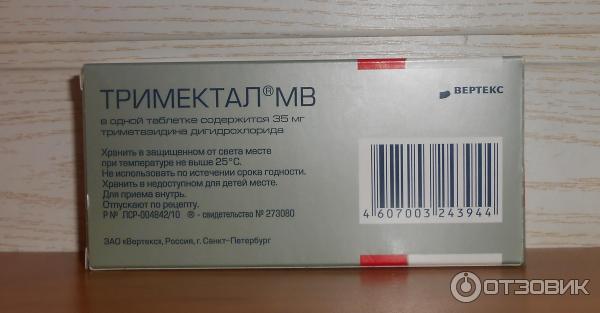 ТРИМЕКТАЛ® МВ
в одной таблетке содержится 35 мг
триметазидина дигидрохлорида
Хранить в защищенном от света месте
при температуре не выше 25°C.
Не использовать по истечении срока годности.
Хранить в недоступном для детей месте.
Для приема внутрь.
Отпускают по рецепту.
Р № ЛСР-004842/10 ® - свидетельство № 273080
ЗАО «Вертекс», Россия, г. Санкт-Петербург
ВЕРТЕКС
4 607003 243944
ОТЗОВИК